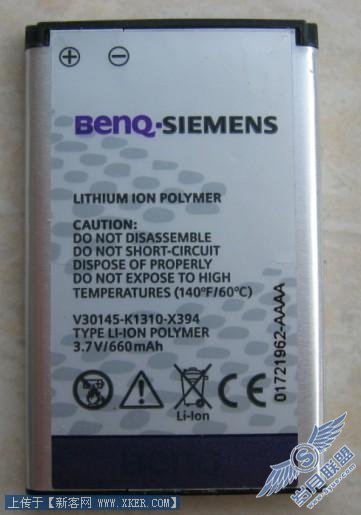 BENQ-SIEMENS
LITHIUM ION POLYMER
CAUTION:
DO NOT DISASSEMBLE
DO NOT SHORT-CIRCUIT
DISPOSE OF PROPERLY
DO NOT EXPOSE TO HIGH
TEMPERATURES (140°F/60°C)
V30145-K1310-X394
TYPE LI-ION POLYMER
3.7V/660mAh
Li-Ion
CE
01721962-AAAA
上传于【新客网 www.XKER.com】